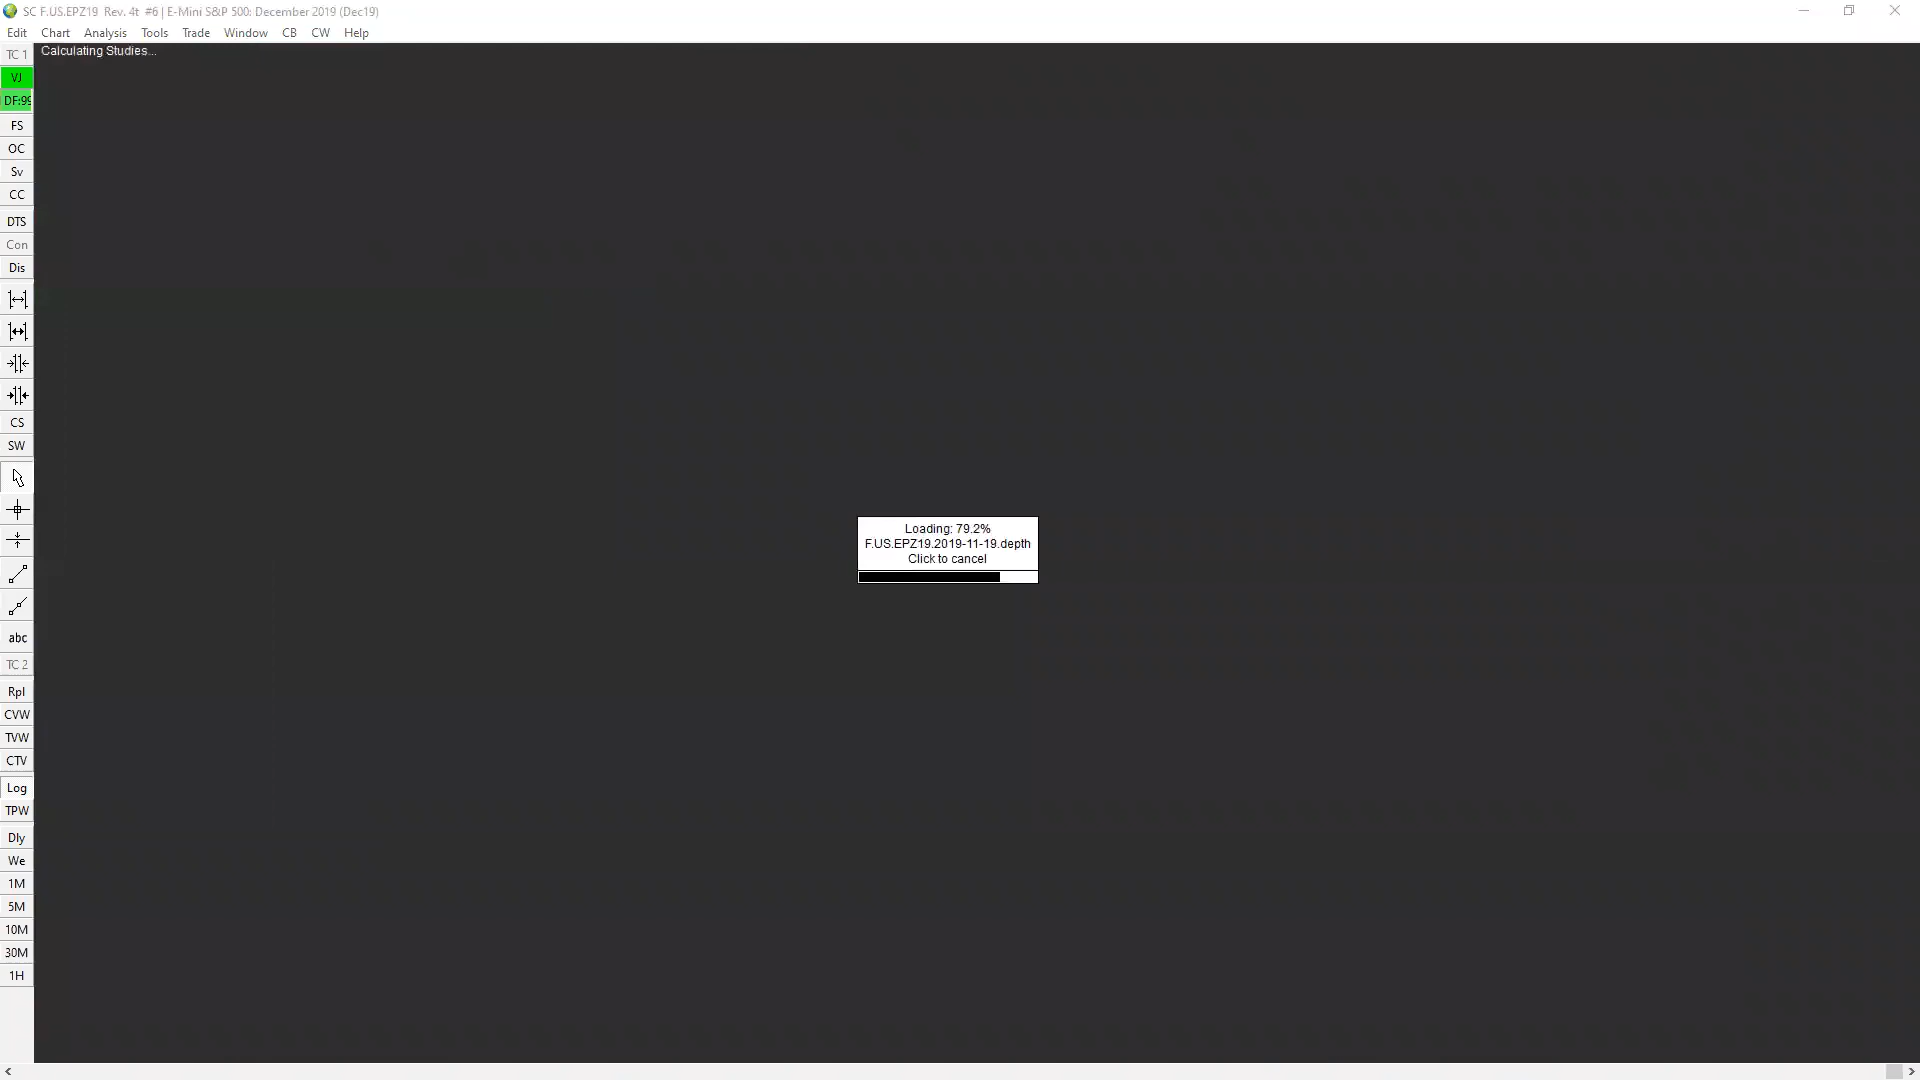 SC F.US.EPZ19 Rev. 4t #6 | E-Mini S&P 500: December 2019 (Dec19)
Edit Chart Analysis Tools Trade Window CB CW Help
TC 1
Calculating Studies...
VJ
DF:99
FS
OC
Sv
CC
DTS
Con
Dis
CS
SW
Loading: 79.2%
F.US.EPZ19.2019-11-19.depth
Click to cancel
abc
TC 2
Rpl
CVW
TVW
CTV
Log
TPW
Dly
We
1M
5M
10M
30M
1H